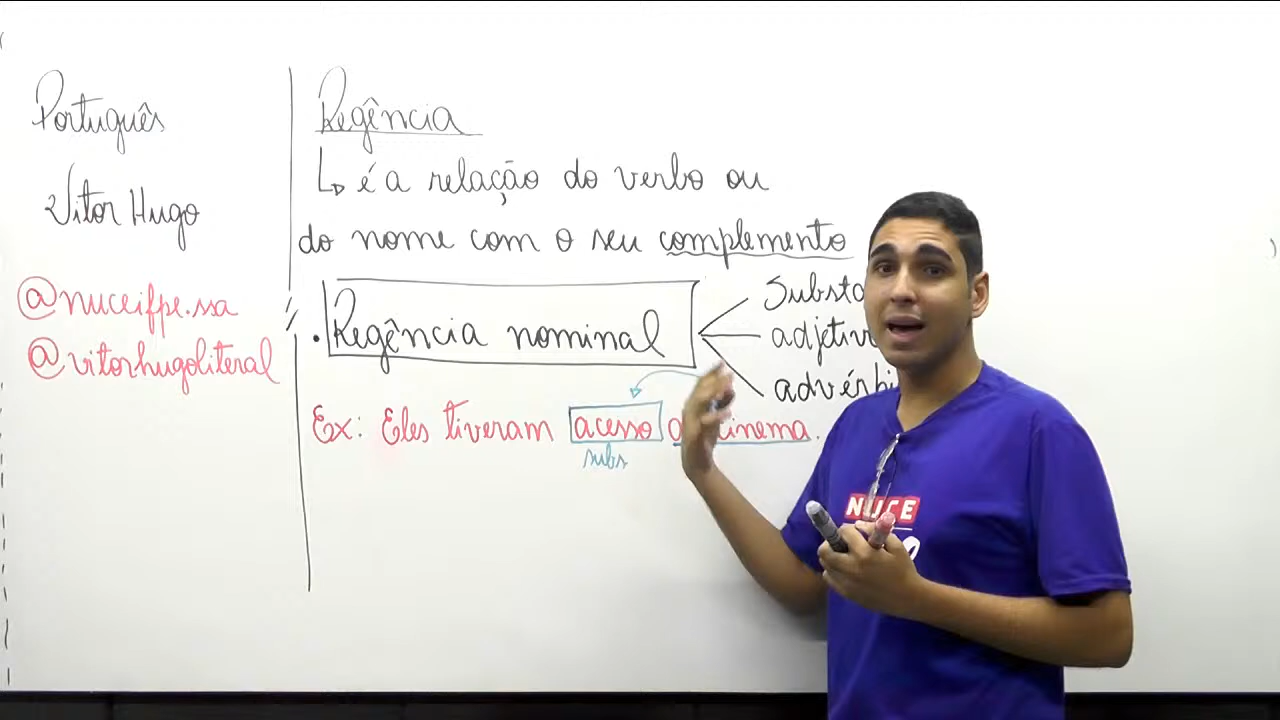 Português
Vitor Hugo
@nuceifpe.ssa
@vitorhugoliteral
Regência
é a relação do verbo ou
do nome com o seu complemento
. Regência nominal
Ex: Eles tiveram acesso cinema.
subs
NUCE